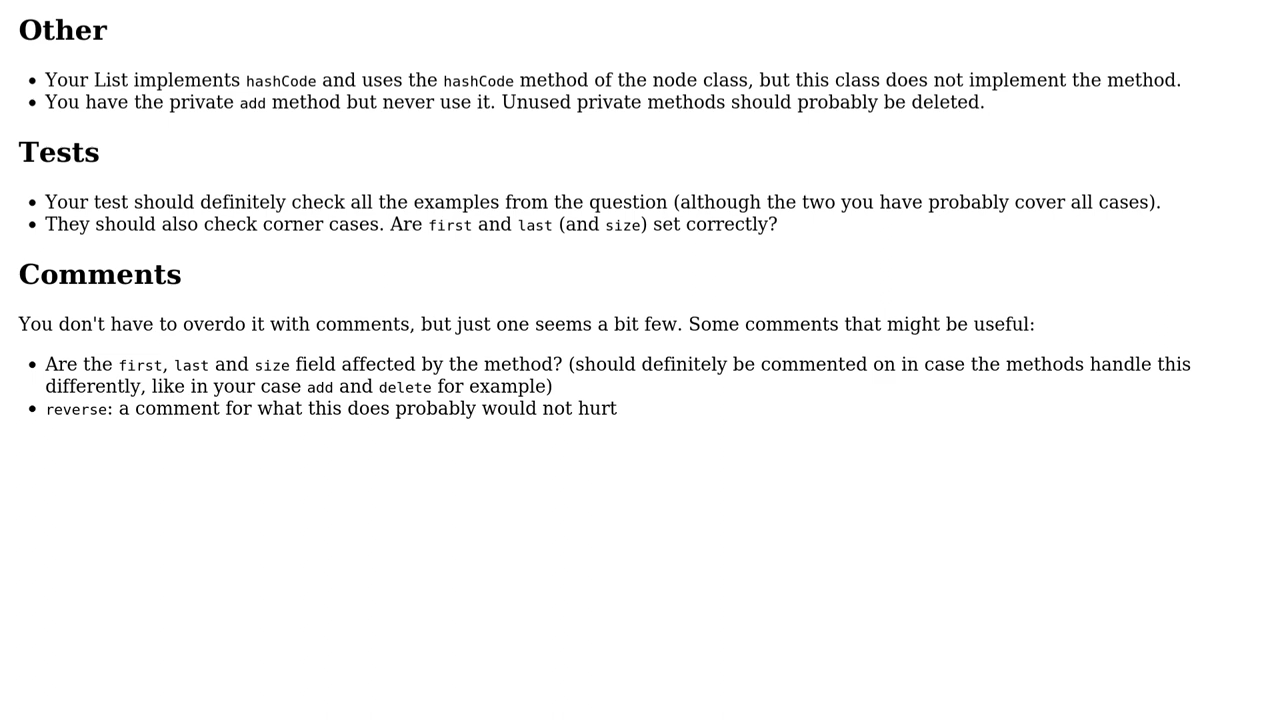 Other
• Your List implements hashCode and uses the hashCode method of the node class, but this class does not implement the method.
• You have the private add method but never use it. Unused private methods should probably be deleted.
Tests
• Your test should definitely check all the examples from the question (although the two you have probably cover all cases).
• They should also check corner cases. Are first and last (and size) set correctly?
Comments
You don't have to overdo it with comments, but just one seems a bit few. Some comments that might be useful:
• Are the first, last and size field affected by the method? (should definitely be commented on in case the methods handle this
differently, like in your case add and delete for example)
• reverse: a comment for what this does probably would not hurt